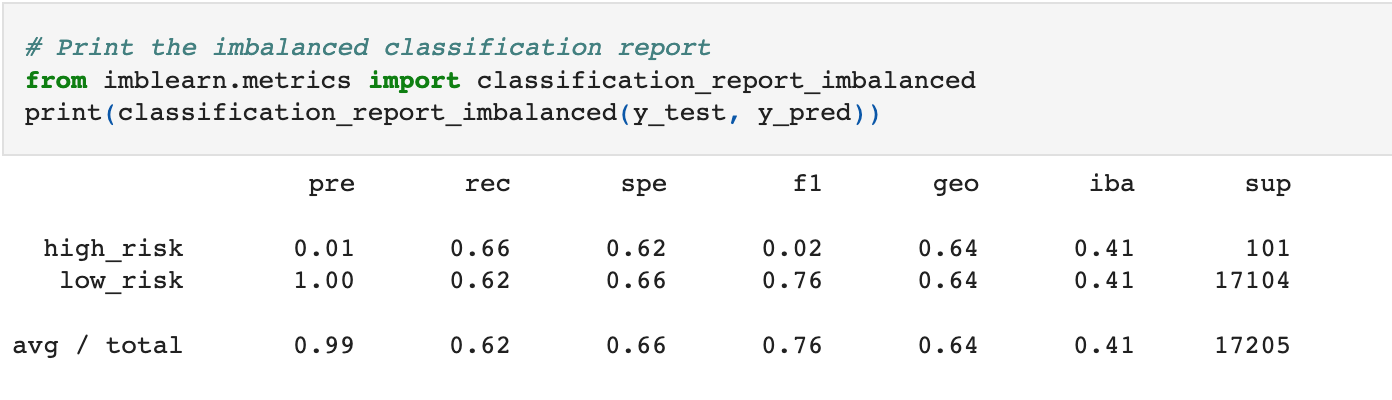 # Print the imbalanced classification report
from imblearn.metrics import classification_report_imbalanced
print(classification_report_imbalanced(y_test, y_pred))
pre rec spe f1 geo iba sup
high_risk 0.01 0.66 0.62 0.02 0.64 0.41 101
low_risk 1.00 0.62 0.66 0.76 0.64 0.41 17104
avg / total 0.99 0.62 0.66 0.76 0.64 0.41 17205